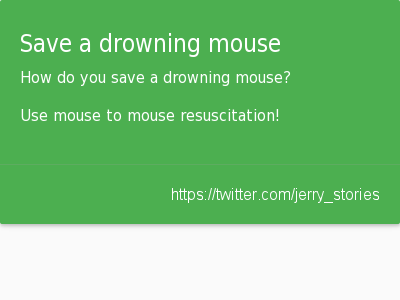 Save a drowning mouse
How do you save a drowning mouse?
Use mouse to mouse resuscitation!
https://twitter.com/jerry_stories